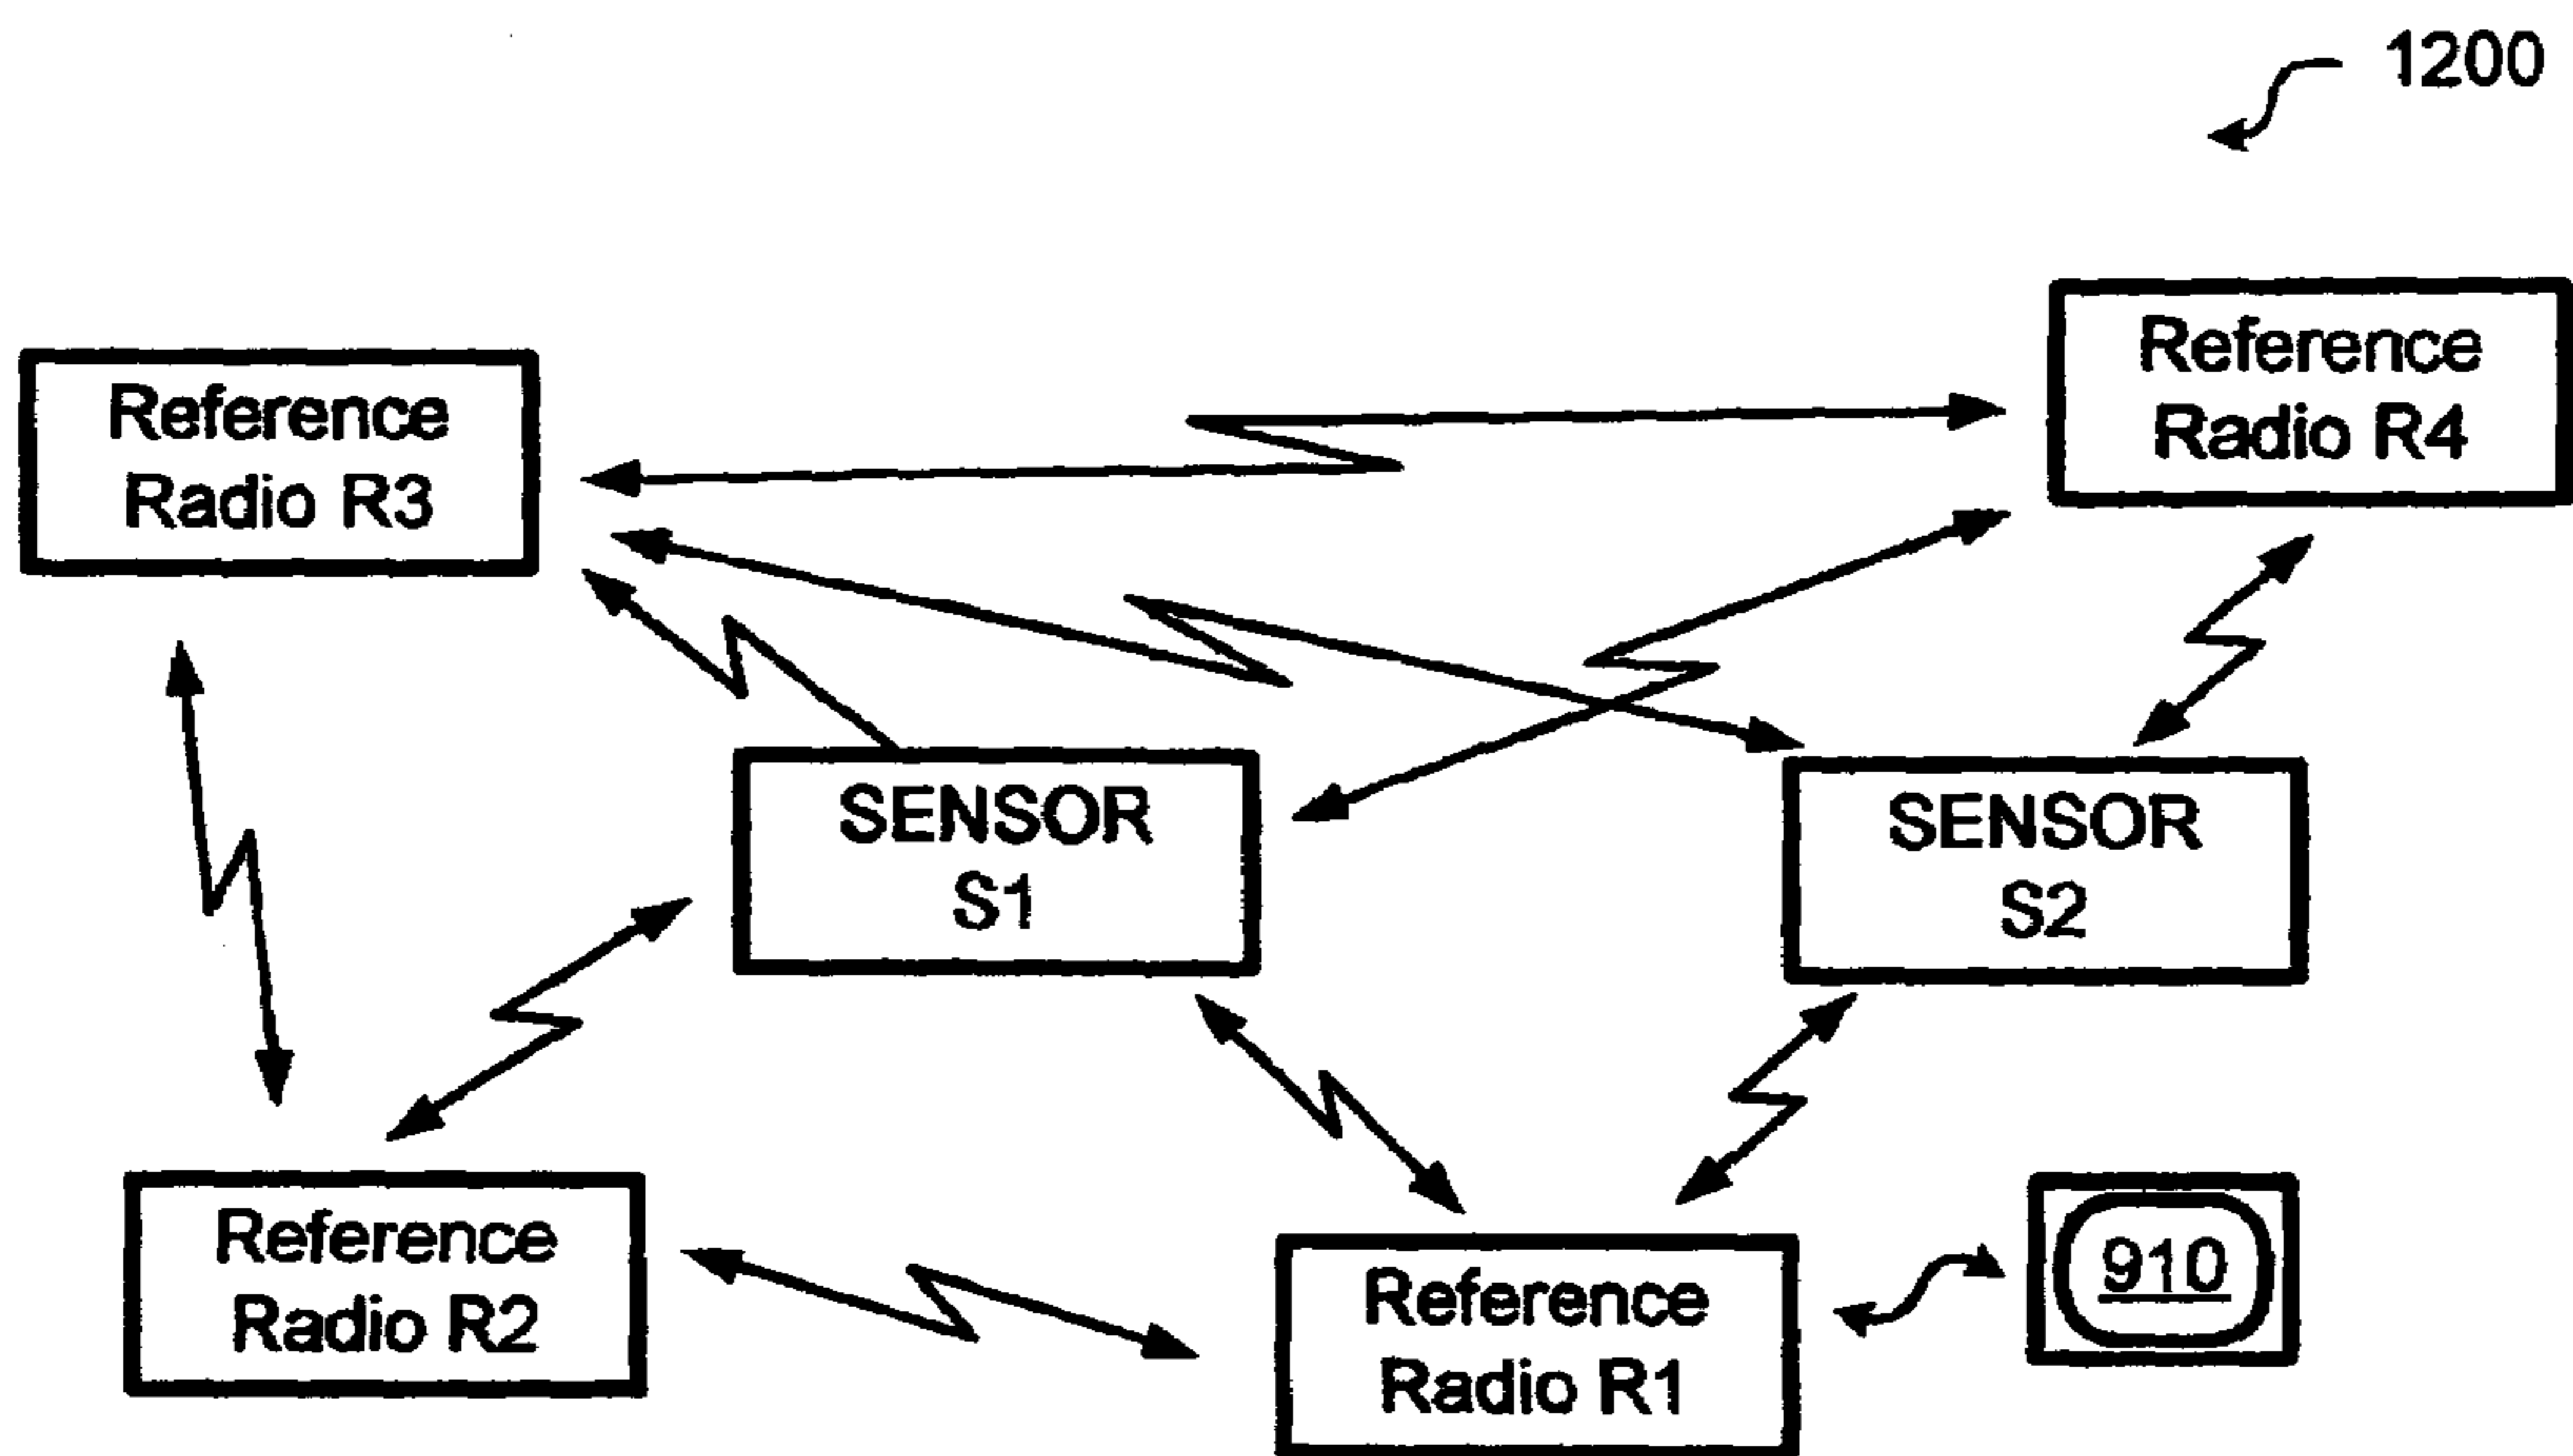 1200
Reference
Radio R4
Reference
Radio R3
SENSOR
S1
SENSOR
S2
Reference
Radio R2
Reference
Radio R1
910